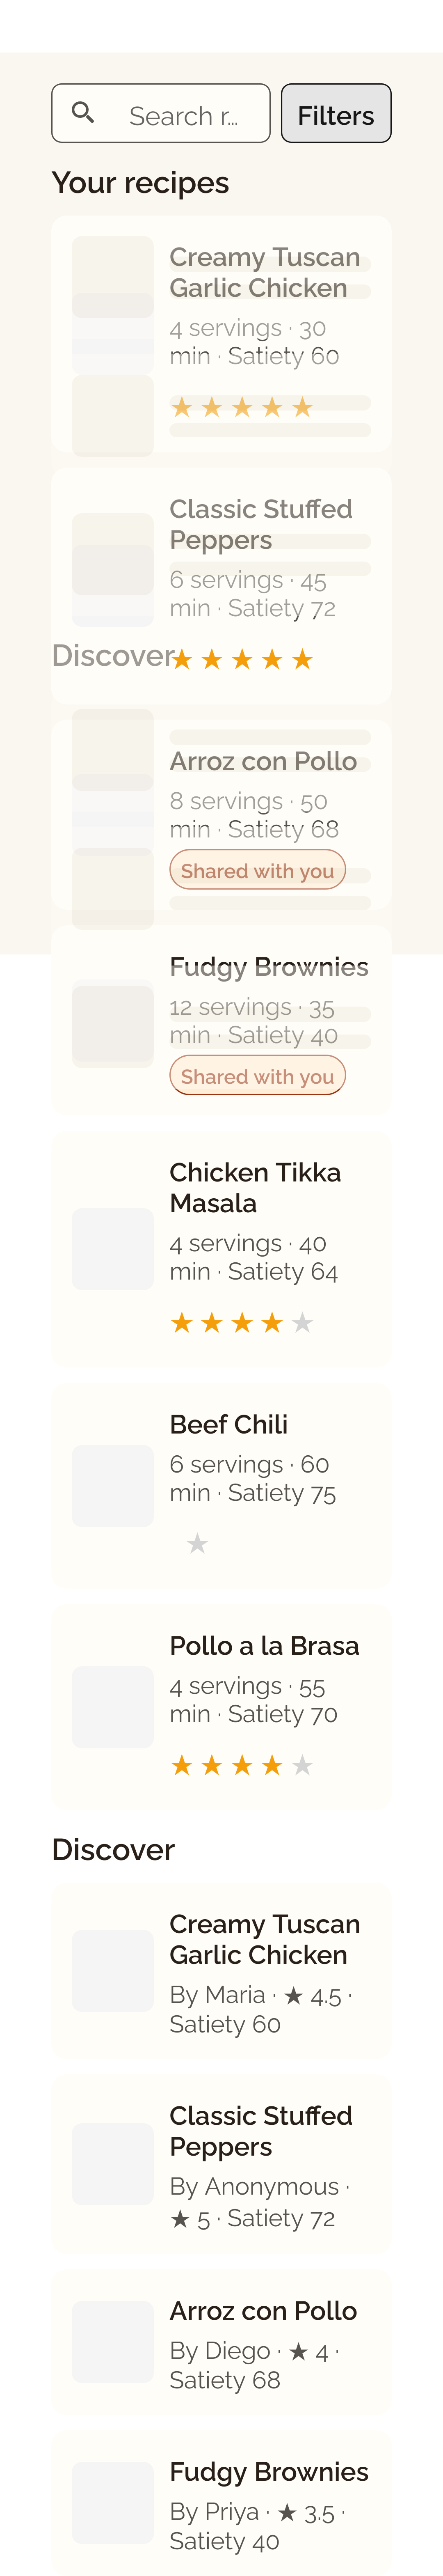 Search r...
Filters
Your recipes
Creamy Tuscan
Garlic Chicken
4 servings · 30
min · Satiety 60
★ ★ ★ ★ ★
Classic Stuffed
Peppers
6 servings · 45
min · Satiety 72
Discover
★ ★ ★ ★ ★
Arroz con Pollo
8 servings · 50
min · Satiety 68
Shared with you
Fudgy Brownies
12 servings · 35
min · Satiety 40
Shared with you
Chicken Tikka
Masala
4 servings · 40
min · Satiety 64
★ ★ ★ ★ ★
Beef Chili
6 servings · 60
min · Satiety 75
★
Pollo a la Brasa
4 servings · 55
min · Satiety 70
★ ★ ★ ★ ★
Discover
Creamy Tuscan
Garlic Chicken
By Maria · ★ 4.5 ·
Satiety 60
Classic Stuffed
Peppers
By Anonymous ·
★ 5 · Satiety 72
Arroz con Pollo
By Diego · ★ 4 ·
Satiety 68
Fudgy Brownies
By Priya · ★ 3.5 ·
Satiety 40